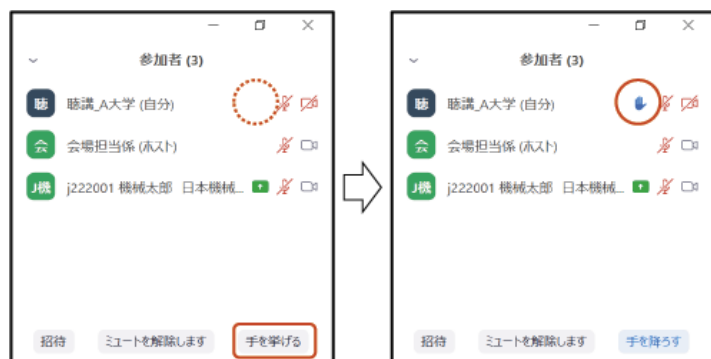 参加者 (3)
聴 聴講_A大学 (自分)
会 会場担当係 (ホスト)
J機 j222001 機械太郎 日本機械...
招待 ミュートを解除します 手を挙げる
参加者 (3)
聴 聴講_A大学 (自分)
会 会場担当係 (ホスト)
J機 j222001 機械太郎 日本機械...
招待 ミュートを解除します 手を降ろす